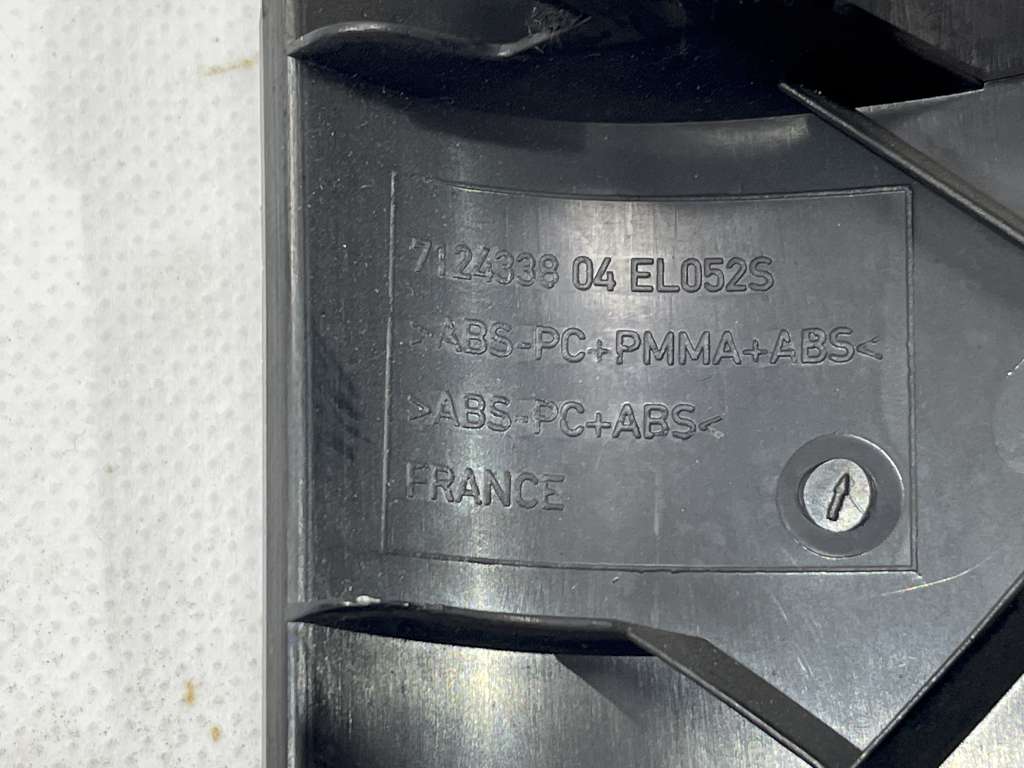 7124338 04 EL052S
>ABS-PC+PMMA+ABS<
>ABS-PC+ABS<
FRANCE